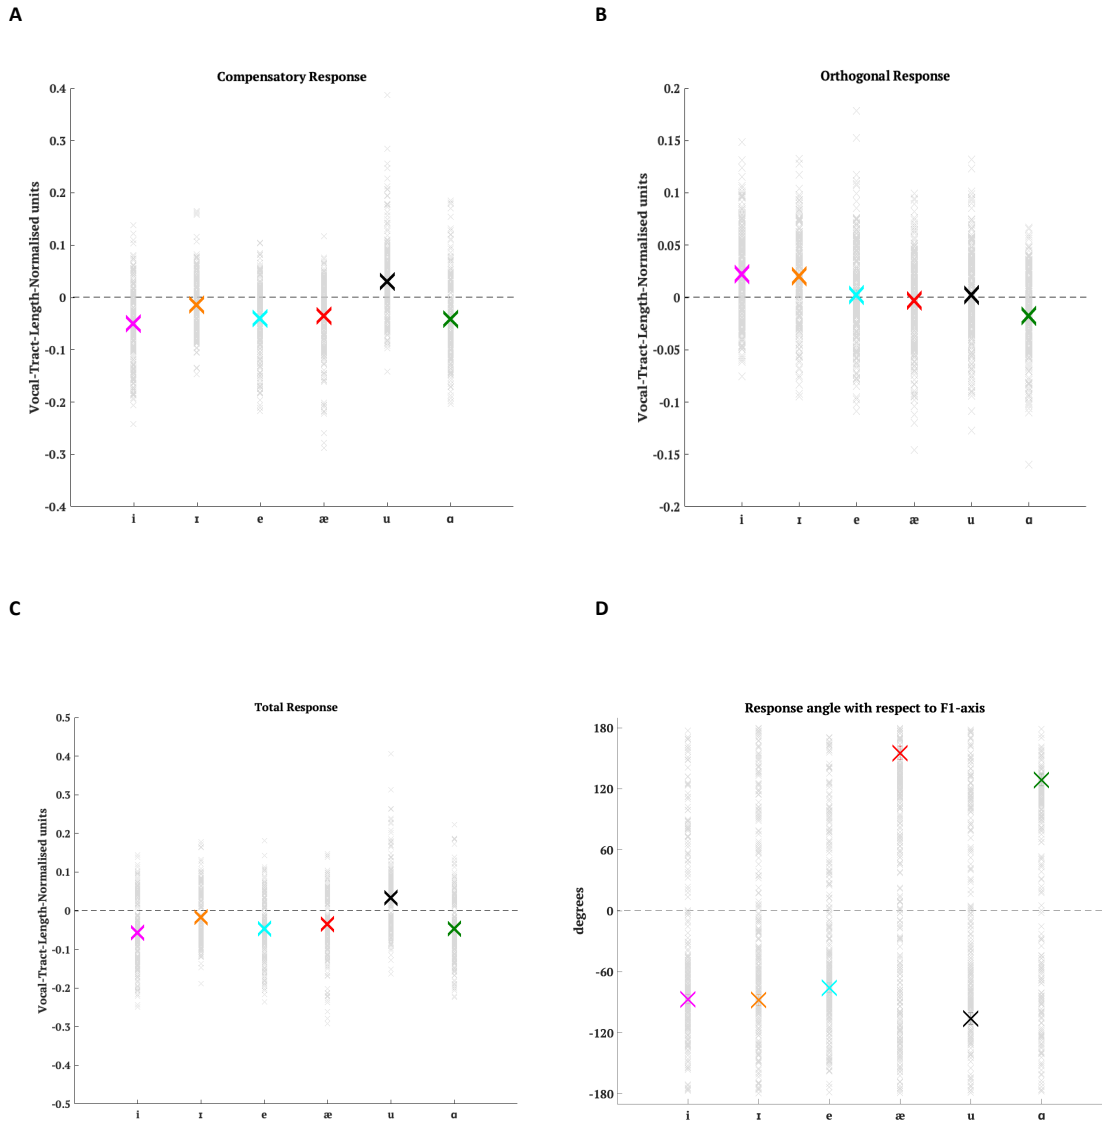 A
B
Compensatory Response
Vocal-Tract-Length-Normalised units
0.4
0.3
0.2
0.1
0
-0.1
-0.2
-0.3
-0.4
i
ɪ
e
æ
u
ɑ
Orthogonal Response
Vocal-Tract-Length-Normalised units
0.2
0.15
0.1
0.05
0
-0.05
-0.1
-0.15
-0.2
i
ɪ
e
æ
u
ɑ
C
D
Total Response
Vocal-Tract-Length-Normalised units
0.5
0.4
0.3
0.2
0.1
0
-0.1
-0.2
-0.3
-0.4
-0.5
i
ɪ
e
æ
u
ɑ
Response angle with respect to F1-axis
degrees
180
120
60
0
-60
-120
-180
i
ɪ
e
æ
u
ɑ